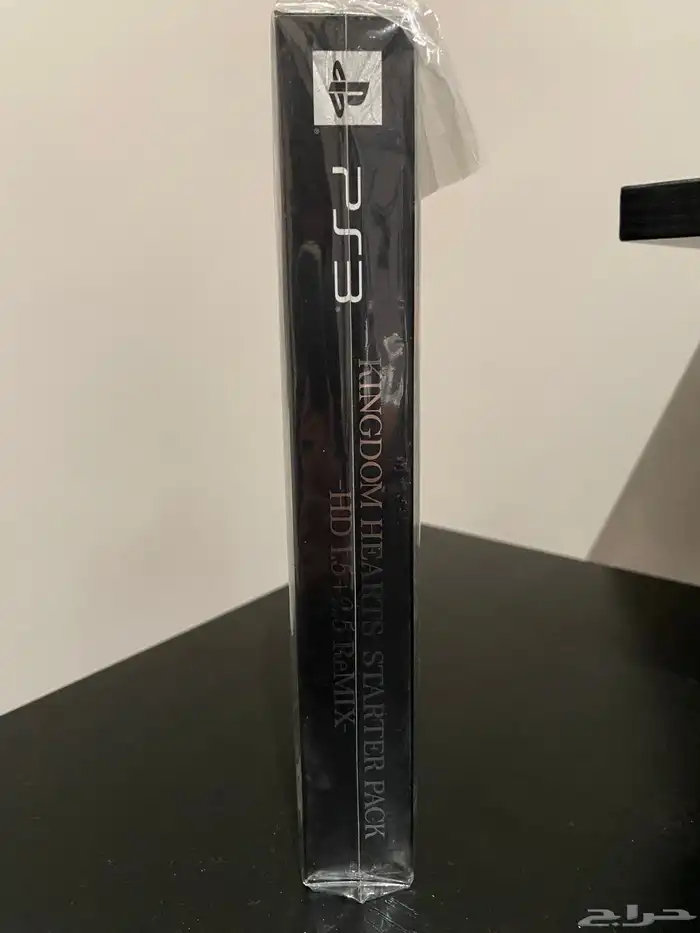 PS3
KINGDOM HEARTS STARTER PACK
-HD 1.5+2.5 ReMIX-
حراج